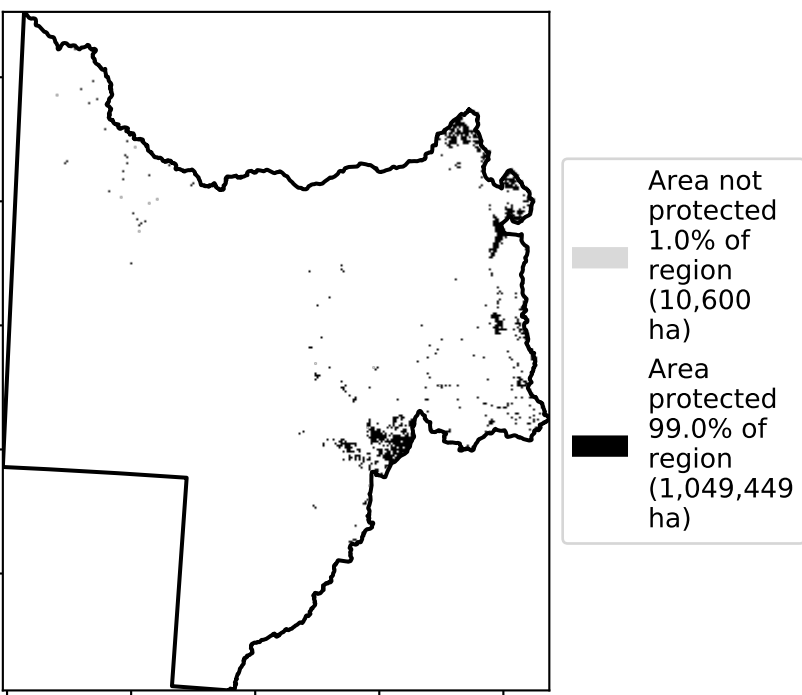 Area not
protected
1.0% of
region
(10,600
ha)
Area
protected
99.0% of
region
(1,049,449
ha)